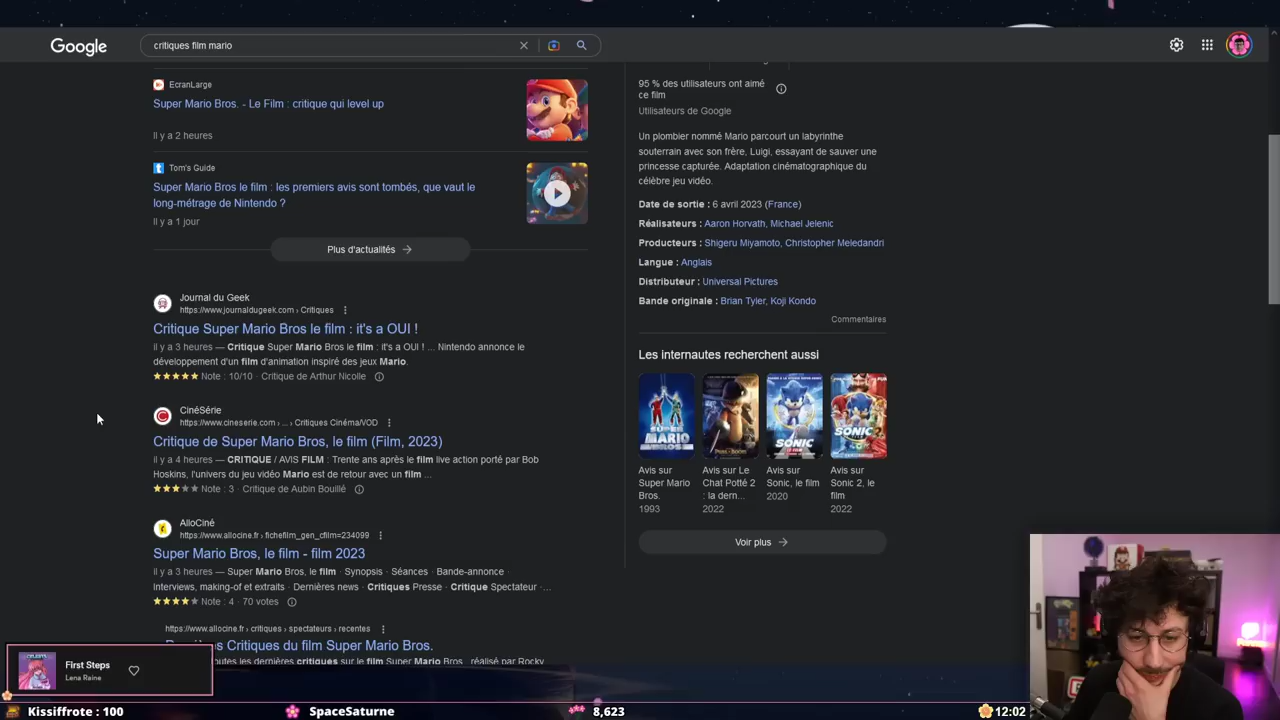 Google
critiques film mario
EcranLarge
Super Mario Bros. - Le Film : critique qui level up
Il y a 2 heures
Tom's Guide
Super Mario Bros le film : les premiers avis sont tombés, que vaut le
long-métrage de Nintendo ?
Il y a 1 jour
Plus d'actualités
Journal du Geek
https://www.journaldugeek.com › Critiques
Critique Super Mario Bros le film : it's a OUI !
il y a 3 heures — Critique Super Mario Bros le film : it's a OUI ! ... Nintendo annonce le
développement d'un film d'animation inspiré des jeux Mario.
Note : 10/10 · Critique de Arthur Nicolle
CinéSérie
https://www.cineserie.com › ... › Critiques Cinéma/VOD
Critique de Super Mario Bros, le film (Film, 2023)
il y a 4 heures — CRITIQUE / AVIS FILM : Trente ans après le film live action porté par Bob
Hoskins, l'univers du jeu vidéo Mario est de retour avec un film ...
Note : 3 · Critique de Aubin Bouillé
AlloCiné
https://www.allocine.fr › fichefilm_gen_cfilm=234099
Super Mario Bros, le film - film 2023
il y a 3 heures — Super Mario Bros, le film · Synopsis · Séances · Bande-annonce ·
Interviews, making-of et extraits · Dernières news · Critiques Presse · Critique Spectateur ·...
Note : 4 · 70 votes
https://www.allocine.fr › critiques › spectateurs › recentes
Critiques du film Super Mario Bros.
toutes les dernières critiques sur le film Super Mario Bros , réalisé par Rocky
95 % des utilisateurs ont aimé
ce film
Utilisateurs de Google
Un plombier nommé Mario parcourt un labyrinthe
souterrain avec son frère, Luigi, essayant de sauver une
princesse capturée. Adaptation cinématographique du
célèbre jeu vidéo.
Date de sortie : 6 avril 2023 (France)
Réalisateurs : Aaron Horvath, Michael Jelenic
Producteurs : Shigeru Miyamoto, Christopher Meledandri
Langue : Anglais
Distributeur : Universal Pictures
Bande originale : Brian Tyler, Koji Kondo
Commentaires
Les internautes recherchent aussi
SUPER MARIO BROS
SONIC
SONIC
Avis sur
Super Mario
Bros.
1993
Avis sur Le
Chat Potté 2
: la dern...
2022
Avis sur
Sonic, le film
2020
Avis sur
Sonic 2, le
film
2022
Voir plus
First Steps
Lena Raine
Kissiffrote : 100
SpaceSaturne
8,623
12:02